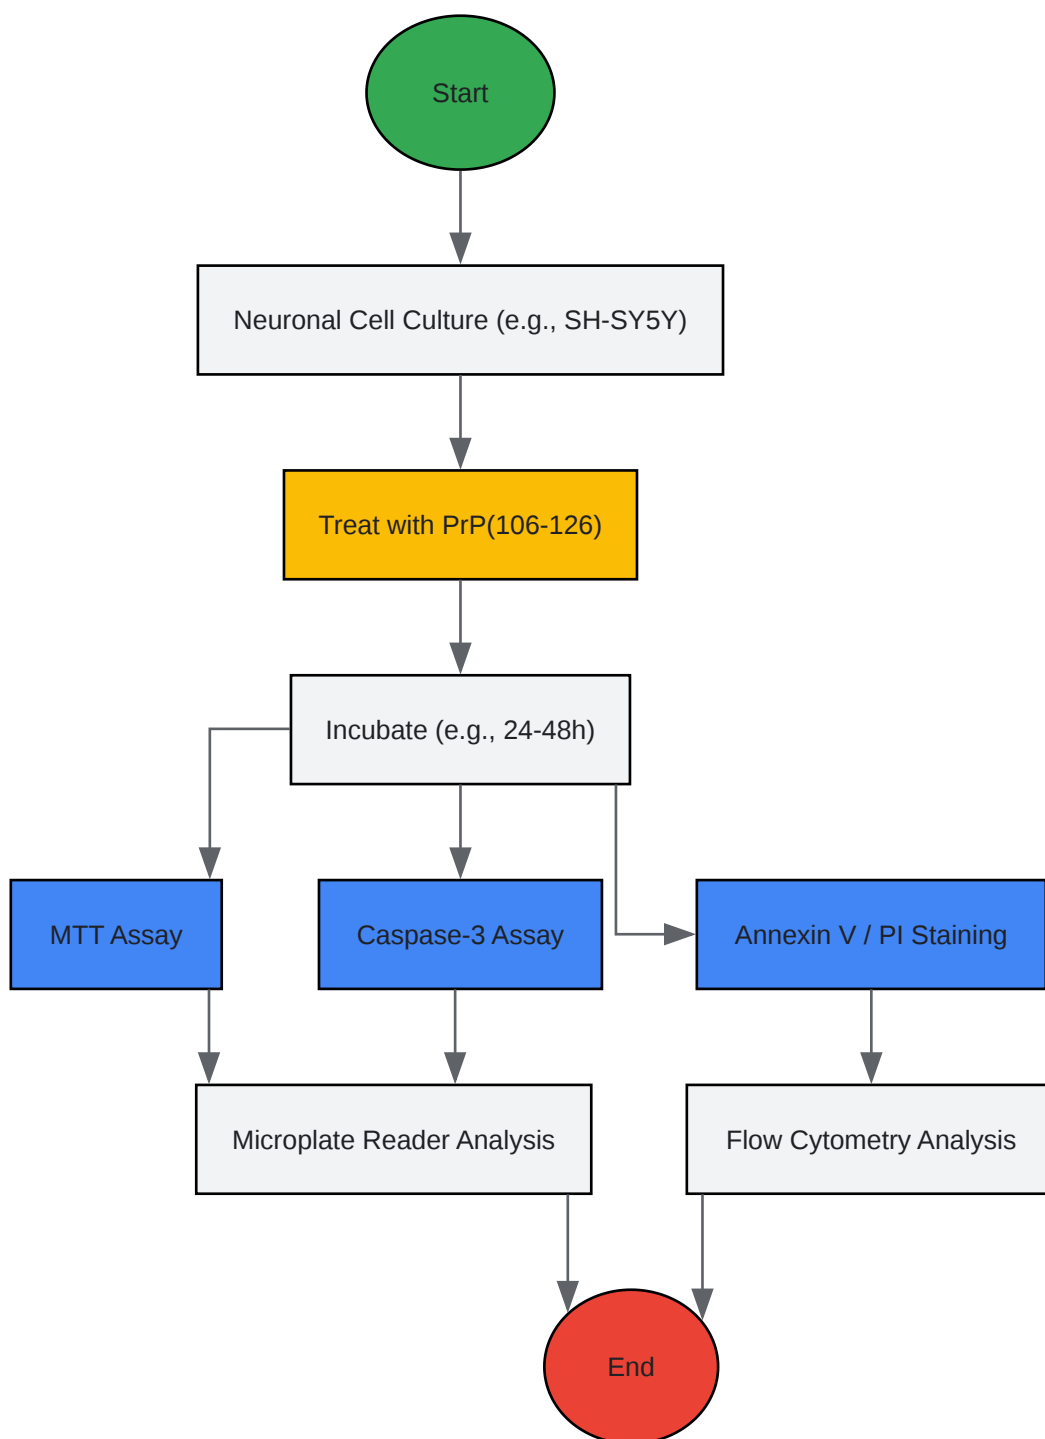 Start
Neuronal Cell Culture (e.g., SH-SY5Y)
Treat with PrP(106-126)
Incubate (e.g., 24-48h)
MTT Assay
Caspase-3 Assay
Annexin V / PI Staining
Microplate Reader Analysis
Flow Cytometry Analysis
End